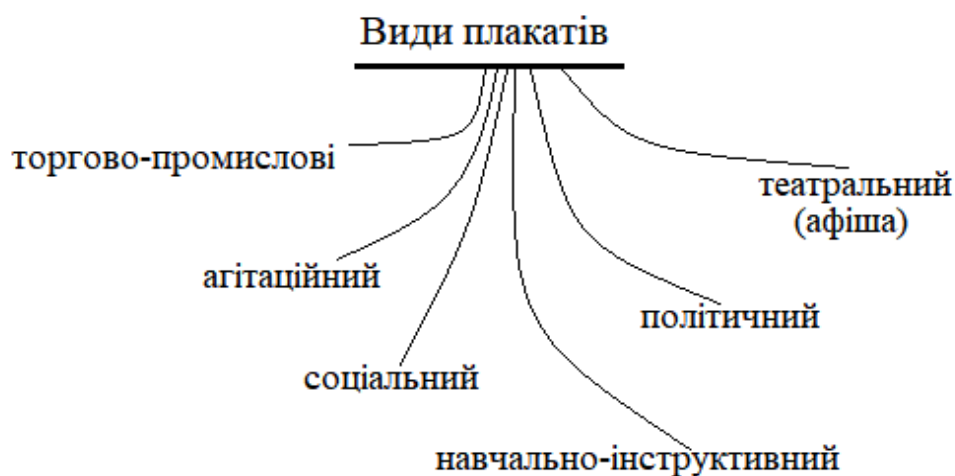 Види плакатів
торгово-промислові
театральний
(афіша)
агітаційний
політичний
соціальний
навчально-інструктивний